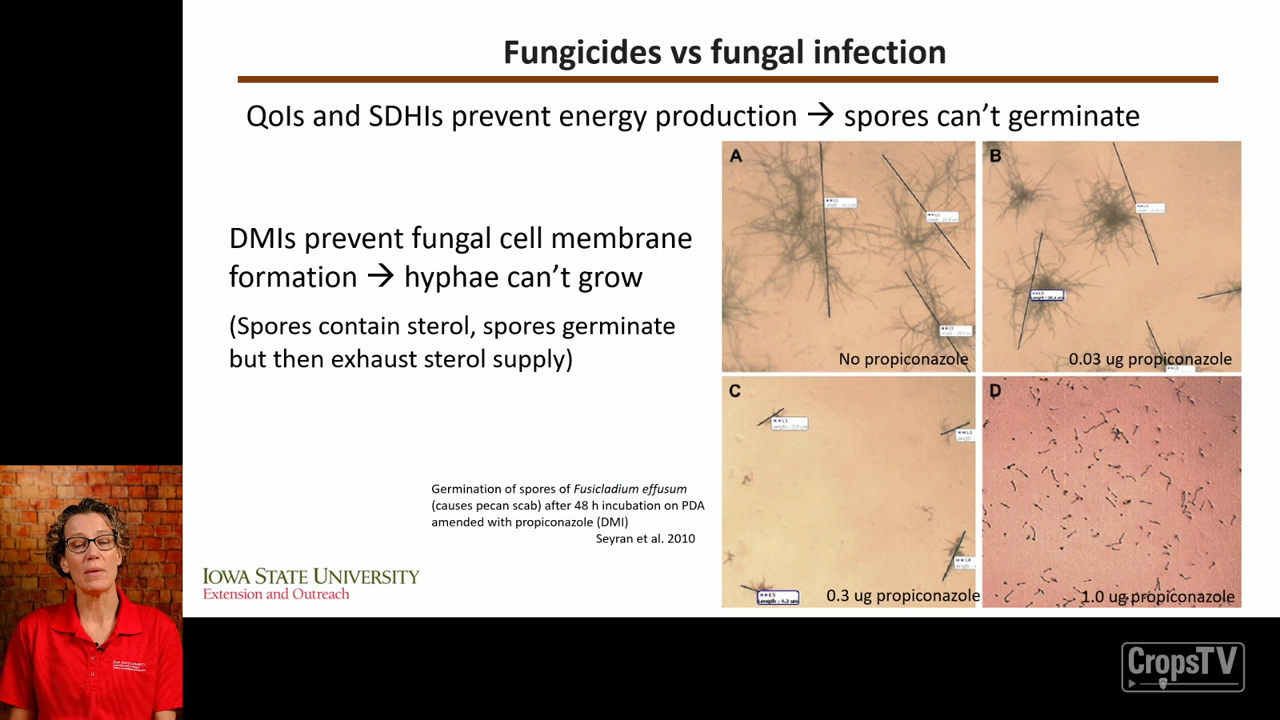 Fungicides vs fungal infection
QoIs and SDHIs prevent energy production → spores can't germinate
DMIs prevent fungal cell membrane
formation → hyphae can't grow
(Spores contain sterol, spores germinate
but then exhaust sterol supply)
A
No propiconazole
B
0.03 ug propiconazole
C
0.3 ug propiconazole
D
1.0 ug propiconazole
Germination of spores of Fusicladium effusum
(causes pecan scab) after 48 h incubation on PDA
amended with propiconazole (DMI)
Seyran et al. 2010
IOWA STATE UNIVERSITY
Extension and Outreach
CropsTV